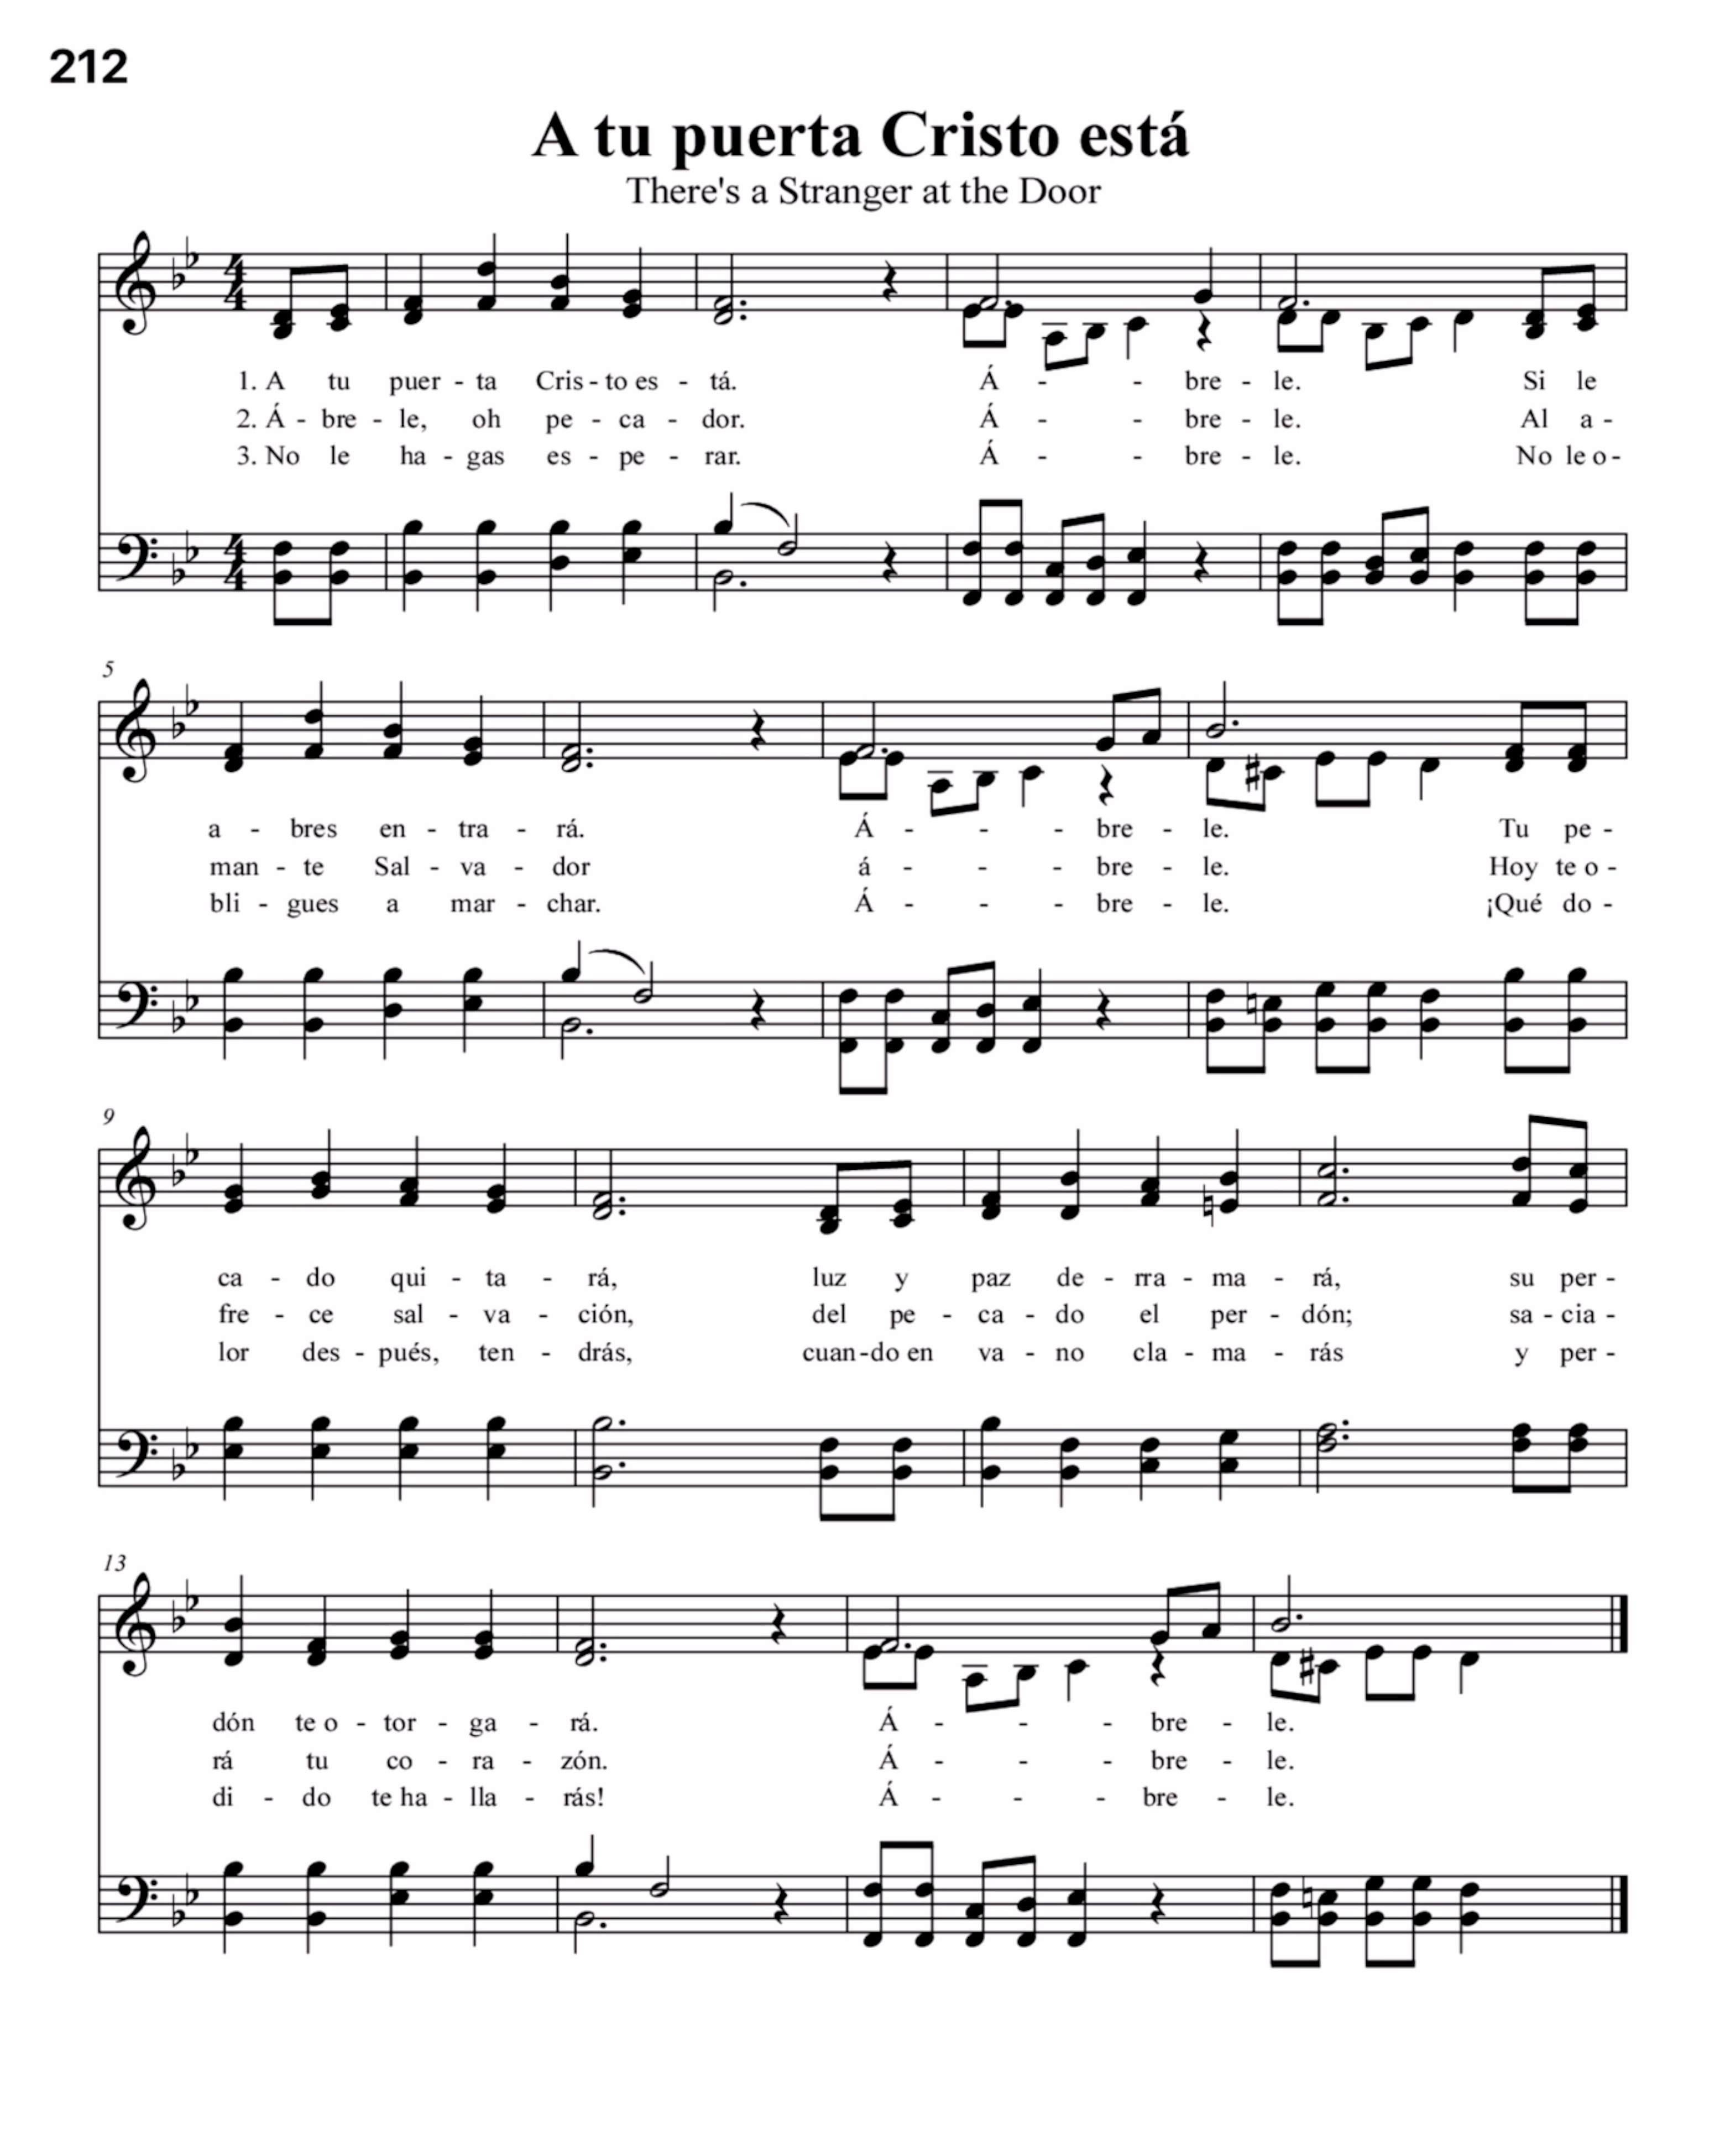 212
A tu puerta Cristo está
There's a Stranger at the Door
1. A tu puer - ta Cris - to es - tá. Á - - bre - le. Si le
2. Á - bre - le, oh pe - ca - dor. Á - - bre - le. Al a -
3. No le ha - gas es - pe - rar. Á - - bre - le. No le o -
5
a - bres en - tra - rá. Á - - - bre - le. Tu pe -
man - te Sal - va - dor á - - - bre - le. Hoy te o -
bli - gues a mar - char. Á - - - bre - le. ¡Qué do -
9
ca - do qui - ta - rá, luz y paz de - rra - ma - rá, su per -
fre - ce sal - va - ción, del pe - ca - do el per - dón; sa - cia -
lor des - pués, ten - drás, cuan - do en va - no cla - ma - rás y per -
13
dón te o - tor - ga - rá. Á - - - bre - le.
rá tu co - ra - zón. Á - - - bre - le.
di - do te ha - lla - rás! Á - - - bre - le.